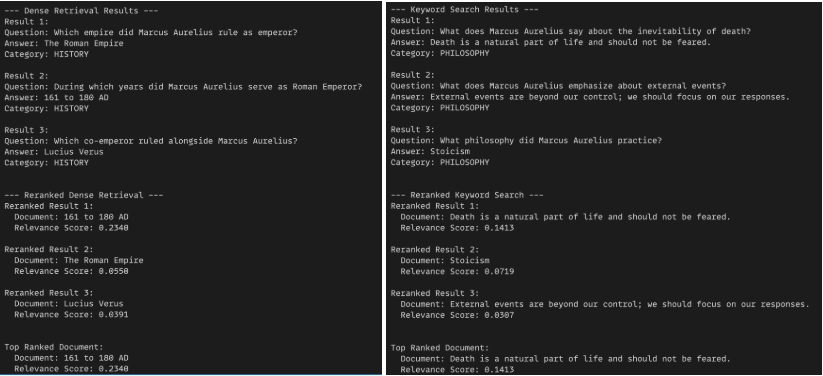 --- Dense Retrieval Results ---
Result 1:
Question: Which empire did Marcus Aurelius rule as emperor?
Answer: The Roman Empire
Category: HISTORY
Result 2:
Question: During which years did Marcus Aurelius serve as Roman Emperor?
Answer: 161 to 180 AD
Category: HISTORY
Result 3:
Question: Which co-emperor ruled alongside Marcus Aurelius?
Answer: Lucius Verus
Category: HISTORY
--- Reranked Dense Retrieval ---
Reranked Result 1:
Document: 161 to 180 AD
Relevance Score: 0.2340
Reranked Result 2:
Document: The Roman Empire
Relevance Score: 0.0550
Reranked Result 3:
Document: Lucius Verus
Relevance Score: 0.0391
Top Ranked Document:
Document: 161 to 180 AD
Relevance Score: 0.2340
--- Keyword Search Results ---
Result 1:
Question: What does Marcus Aurelius say about the inevitability of death?
Answer: Death is a natural part of life and should not be feared.
Category: PHILOSOPHY
Result 2:
Question: What does Marcus Aurelius emphasize about external events?
Answer: External events are beyond our control; we should focus on our responses.
Category: PHILOSOPHY
Result 3:
Question: What philosophy did Marcus Aurelius practice?
Answer: Stoicism
Category: PHILOSOPHY
--- Reranked Keyword Search ---
Reranked Result 1:
Document: Death is a natural part of life and should not be feared.
Relevance Score: 0.1413
Reranked Result 2:
Document: Stoicism
Relevance Score: 0.0719
Reranked Result 3:
Document: External events are beyond our control; we should focus on our responses.
Relevance Score: 0.0307
Top Ranked Document:
Document: Death is a natural part of life and should not be feared.
Relevance Score: 0.1413